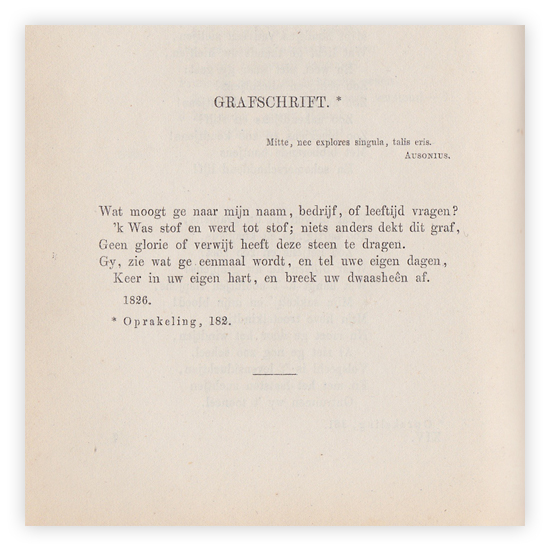 GRAFSCHRIFT. *
Mitte, nec explores singula, talis eris.
AUSONIUS.
Wat moogt ge naar mijn naam, bedrijf, of leeftijd vragen?
'k Was stof en werd tot stof; niets anders dekt dit graf,
Geen glorie of verwijt heeft deze steen te dragen.
Gy, zie wat ge eenmaal wordt, en tel uwe eigen dagen,
Keer in uw eigen hart, en breek uw dwaasheên af.
1826.
* Oprakeling, 182.